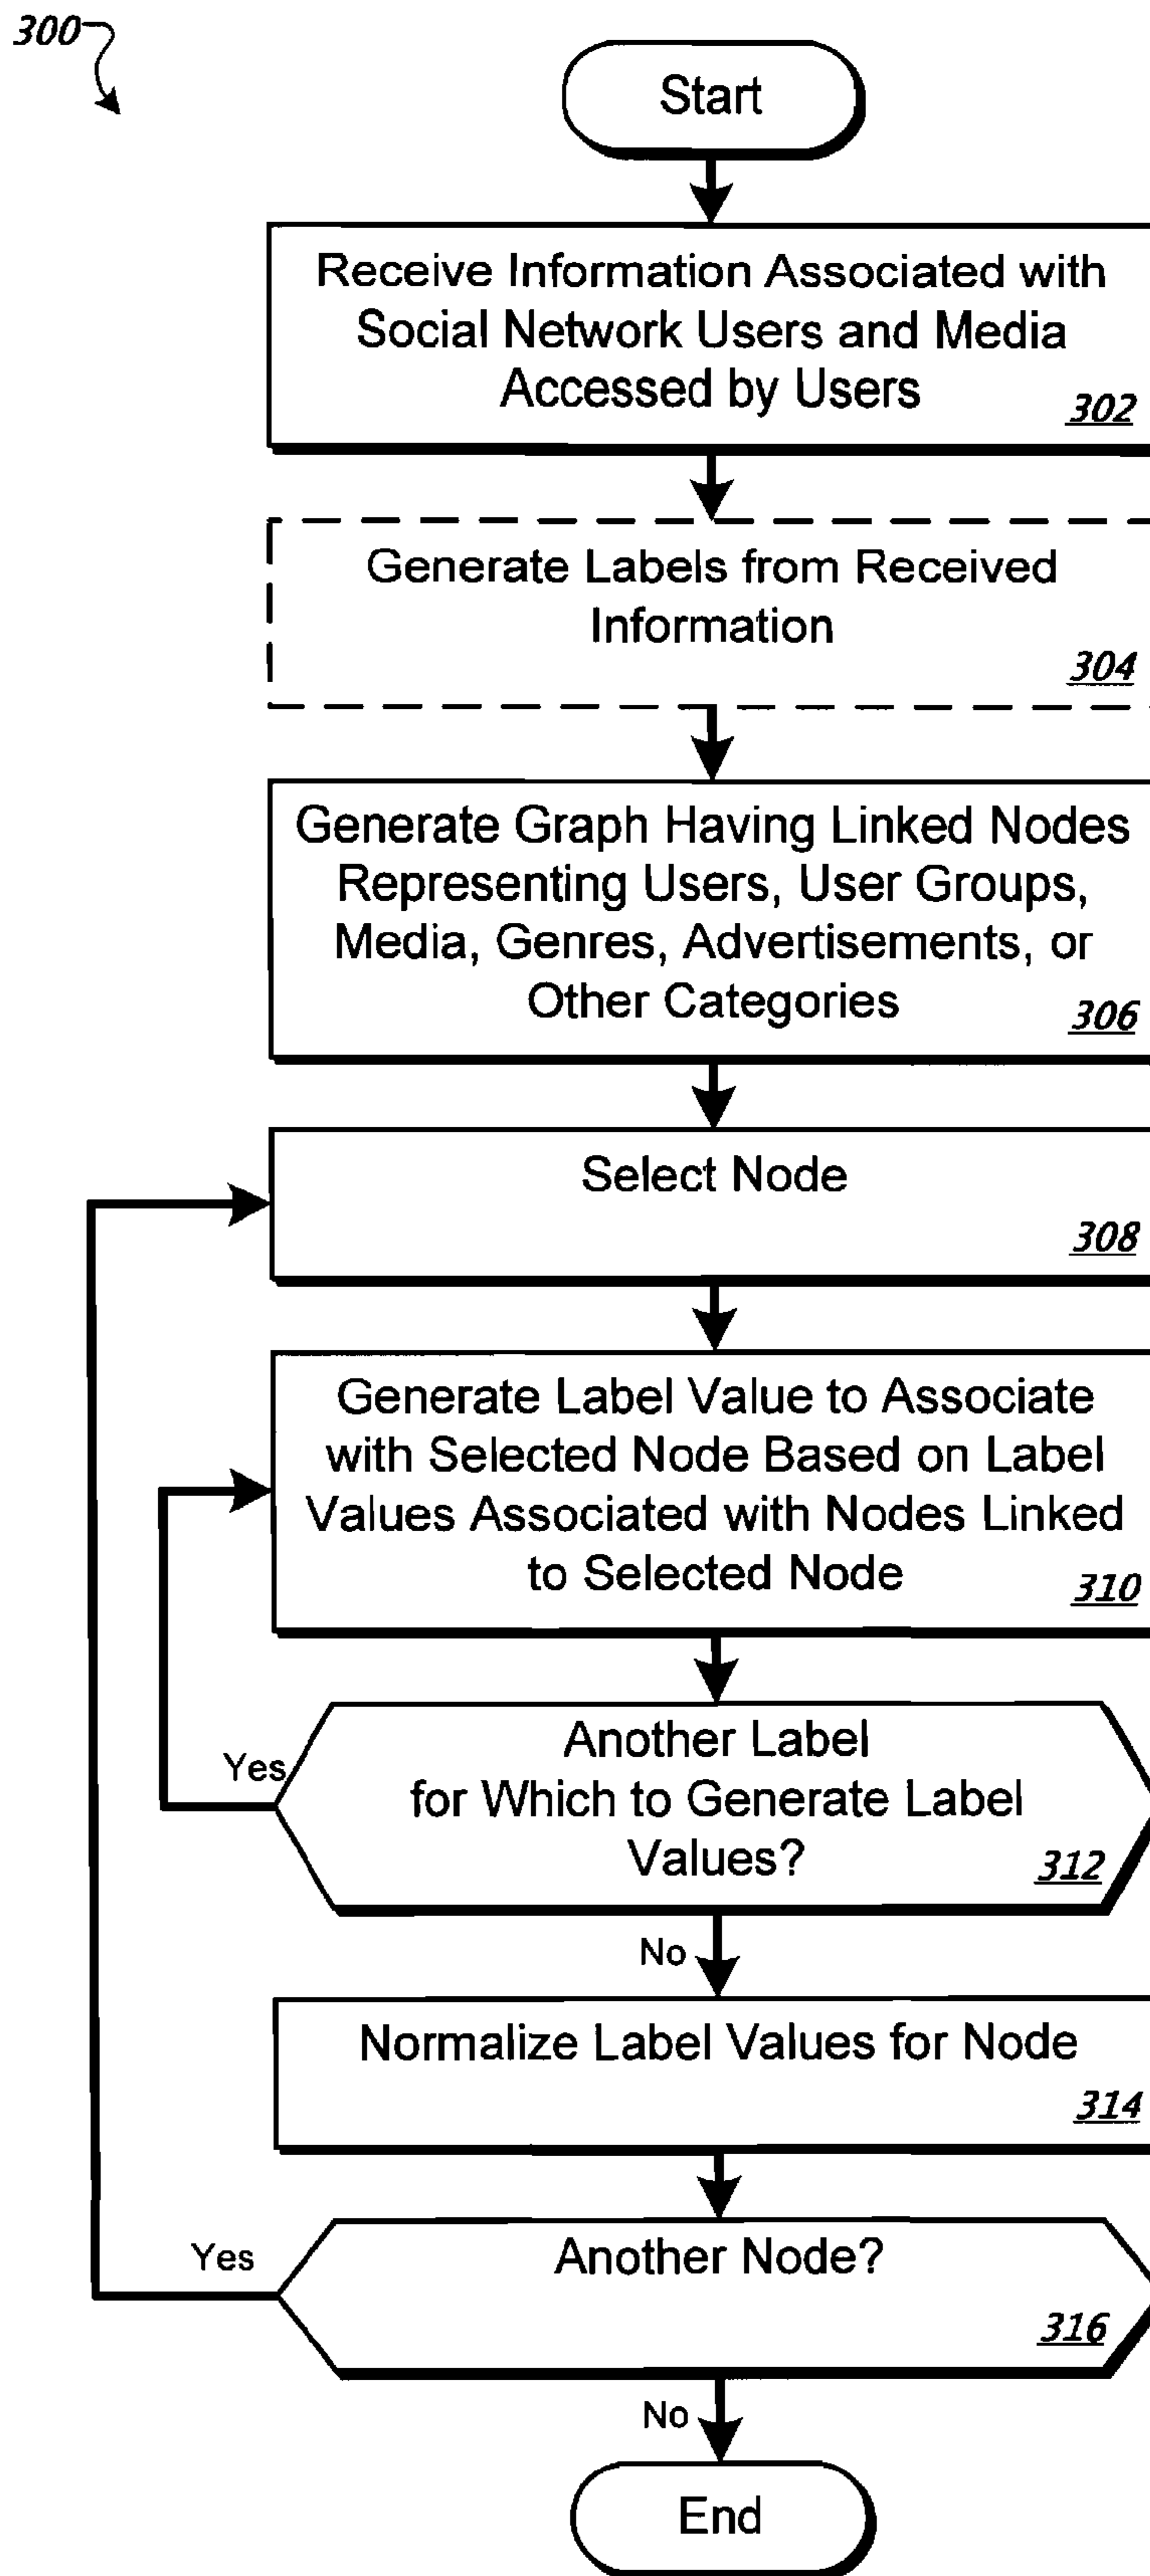 300
Start
Receive Information Associated with
Social Network Users and Media
Accessed by Users
302
Generate Labels from Received
Information
304
Generate Graph Having Linked Nodes
Representing Users, User Groups,
Media, Genres, Advertisements, or
Other Categories
306
Select Node
308
Generate Label Value to Associate
with Selected Node Based on Label
Values Associated with Nodes Linked
to Selected Node
310
Yes
Another Label
for Which to Generate Label
Values?
312
No
Normalize Label Values for Node
314
Yes
Another Node?
316
No
End